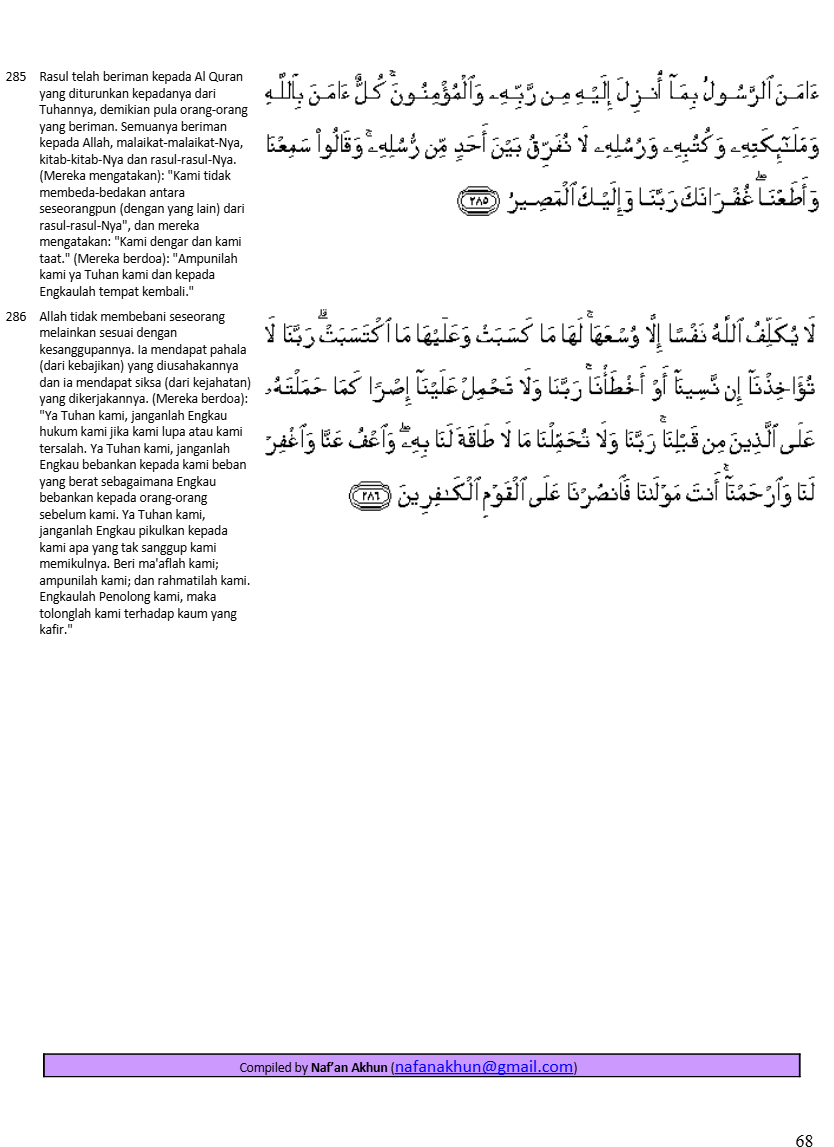 285 Rasul telah beriman kepada Al Quran
yang diturunkan kepadanya dari
Tuhannya, demikian pula orang-orang
yang beriman. Semuanya beriman
kepada Allah, malaikat-malaikat-Nya,
kitab-kitab-Nya dan rasul-rasul-Nya.
(Mereka mengatakan): "Kami tidak
membeda-bedakan antara
seseorangpun (dengan yang lain) dari
rasul-rasul-Nya", dan mereka
mengatakan: "Kami dengar dan kami
taat." (Mereka berdoa): "Ampunilah
kami ya Tuhan kami dan kepada
Engkaulah tempat kembali."
ءَامَنَ ٱلرَّسُولُ بِمَآ أُنزِلَ إِلَيْهِ مِن رَّبِّهِۦ وَٱلْمُؤْمِنُونَ ۚ كُلٌّ ءَامَنَ بِٱللَّهِ
وَمَلَـٰٓئِكَتِهِۦ وَكُتُبِهِۦ وَرُسُلِهِۦ لَا نُفَرِّقُ بَيْنَ أَحَدٍ مِّن رُّسُلِهِۦ ۚ وَقَالُوا۟ سَمِعْنَا
وَأَطَعْنَا ۖ غُفْرَانَكَ رَبَّنَا وَإِلَيْكَ ٱلْمَصِيرُ ٢٨٥
286 Allah tidak membebani seseorang
melainkan sesuai dengan
kesanggupannya. Ia mendapat pahala
(dari kebajikan) yang diusahakannya
dan ia mendapat siksa (dari kejahatan)
yang dikerjakannya. (Mereka berdoa):
"Ya Tuhan kami, janganlah Engkau
hukum kami jika kami lupa atau kami
tersalah. Ya Tuhan kami, janganlah
Engkau bebankan kepada kami beban
yang berat sebagaimana Engkau
bebankan kepada orang-orang
sebelum kami. Ya Tuhan kami,
janganlah Engkau pikulkan kepada
kami apa yang tak sanggup kami
memikulnya. Beri ma'aflah kami;
ampunilah kami; dan rahmatilah kami.
Engkaulah Penolong kami, maka
tolonglah kami terhadap kaum yang
kafir."
لَا يُكَلِّفُ ٱللَّهُ نَفْسًا إِلَّا وُسْعَهَا ۚ لَهَا مَا كَسَبَتْ وَعَلَيْهَا مَا ٱكْتَسَبَتْ ۗ رَبَّنَا لَا
تُؤَاخِذْنَآ إِن نَّسِينَآ أَوْ أَخْطَأْنَا ۚ رَبَّنَا وَلَا تَحْمِلْ عَلَيْنَآ إِصْرًا كَمَا حَمَلْتَهُۥ
عَلَى ٱلَّذِينَ مِن قَبْلِنَا ۚ رَبَّنَا وَلَا تُحَمِّلْنَا مَا لَا طَاقَةَ لَنَا بِهِۦ ۖ وَٱعْفُ عَنَّا وَٱغْفِرْ
لَنَا وَٱرْحَمْنَآ ۚ أَنتَ مَوْلَىٰنَا فَٱنصُرْنَا عَلَى ٱلْقَوْمِ ٱلْكَـٰفِرِينَ ٢٨٦
Compiled by Naf’an Akhun (nafanakhun@gmail.com)
68